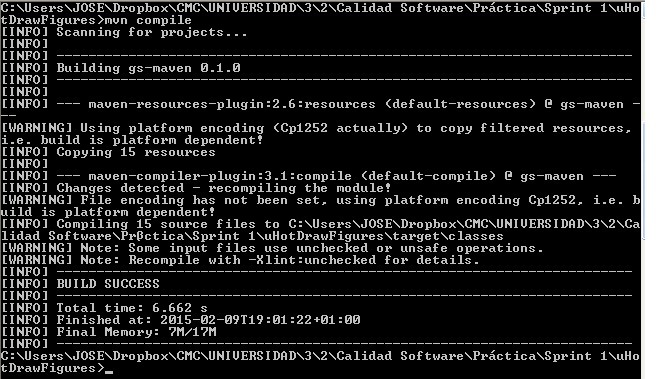 C:\Users\JOSE\Dropbox\CMC\UNIVERSIDAD\3\2\Calidad Software\Práctica\Sprint 1\uHo
tDrawFigures>mvn compile
[INFO] Scanning for projects...
[INFO]
[INFO] ------------------------------------------------------------------------
[INFO] Building gs-maven 0.1.0
[INFO] ------------------------------------------------------------------------
[INFO]
[INFO] --- maven-resources-plugin:2.6:resources (default-resources) @ gs-maven -
--
[WARNING] Using platform encoding (Cp1252 actually) to copy filtered resources,
i.e. build is platform dependent!
[INFO] Copying 15 resources
[INFO]
[INFO] --- maven-compiler-plugin:3.1:compile (default-compile) @ gs-maven ---
[INFO] Changes detected - recompiling the module!
[WARNING] File encoding has not been set, using platform encoding Cp1252, i.e. b
uild is platform dependent!
[INFO] Compiling 15 source files to C:\Users\JOSE\Dropbox\CMC\UNIVERSIDAD\3\2\Ca
lidad Software\Prßctica\Sprint 1\uHotDrawFigures\target\classes
[WARNING] Note: Some input files use unchecked or unsafe operations.
[WARNING] Note: Recompile with -Xlint:unchecked for details.
[INFO] ------------------------------------------------------------------------
[INFO] BUILD SUCCESS
[INFO] ------------------------------------------------------------------------
[INFO] Total time: 6.662 s
[INFO] Finished at: 2015-02-09T19:01:22+01:00
[INFO] Final Memory: 7M/17M
[INFO] ------------------------------------------------------------------------
C:\Users\JOSE\Dropbox\CMC\UNIVERSIDAD\3\2\Calidad Software\Práctica\Sprint 1\uHo
tDrawFigures>_